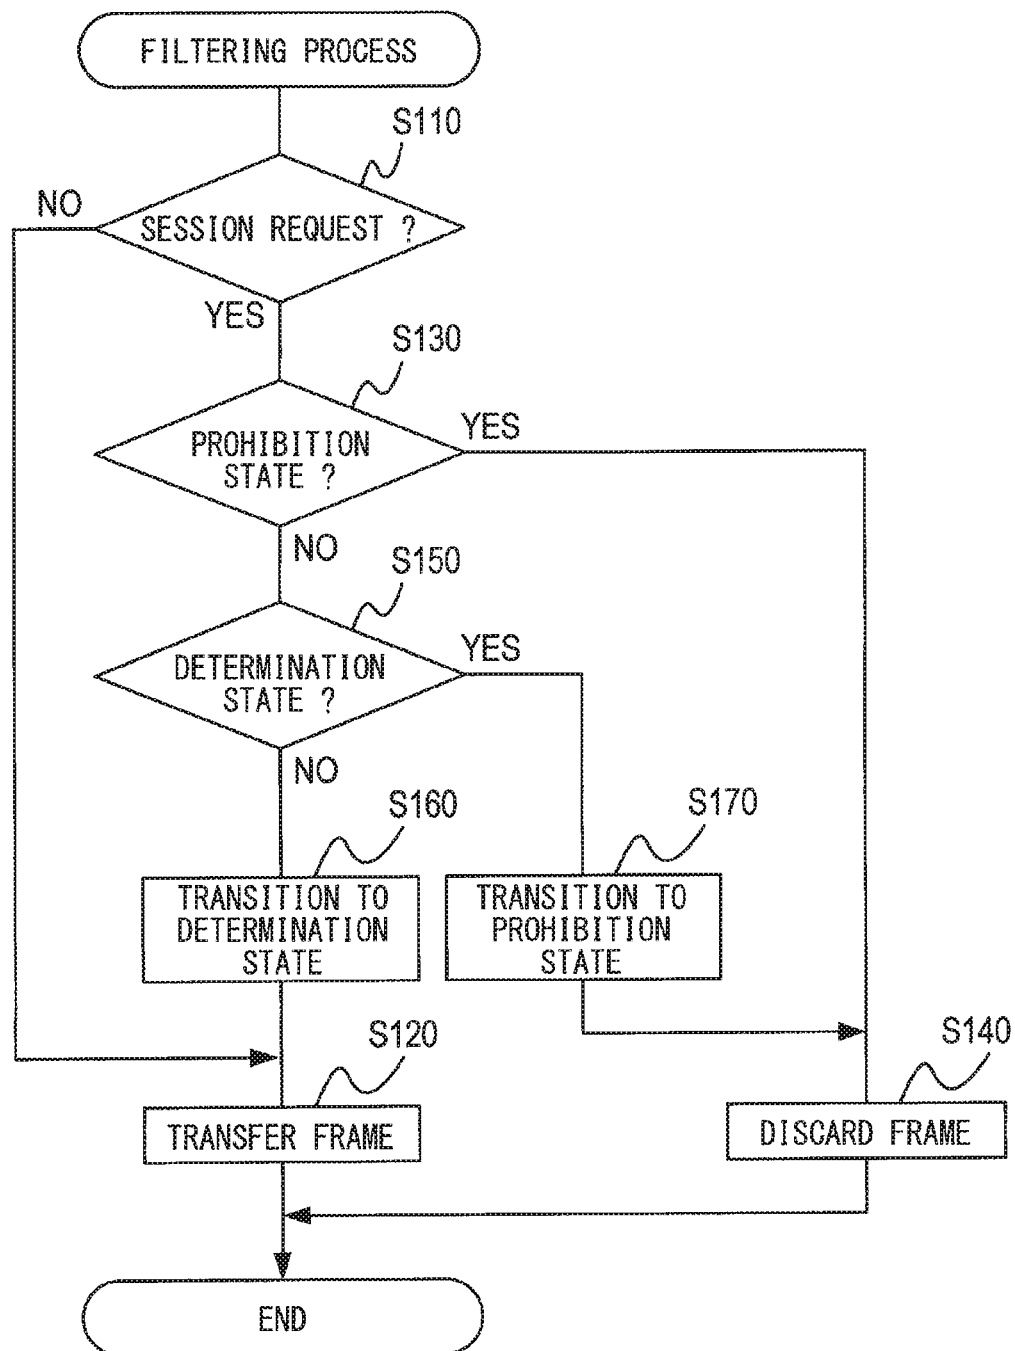 FILTERING PROCESS
S110
NO
SESSION REQUEST ?
YES
S130
YES
PROHIBITION
STATE ?
NO
S150
YES
DETERMINATION
STATE ?
NO
S160
S170
TRANSITION TO
DETERMINATION
STATE
TRANSITION TO
PROHIBITION
STATE
S120
S140
TRANSFER FRAME
DISCARD FRAME
END